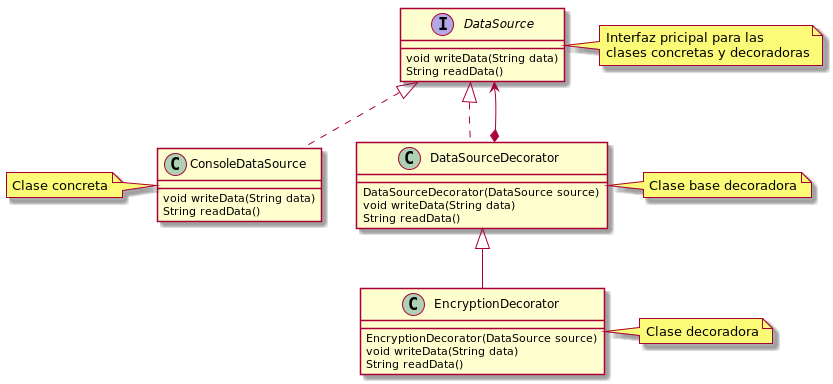 I DataSource
void writeData(String data)
String readData()
Interfaz pricipal para las
clases concretas y decoradoras
C ConsoleDataSource
void writeData(String data)
String readData()
Clase concreta
C DataSourceDecorator
DataSourceDecorator(DataSource source)
void writeData(String data)
String readData()
Clase base decoradora
C EncryptionDecorator
EncryptionDecorator(DataSource source)
void writeData(String data)
String readData()
Clase decoradora